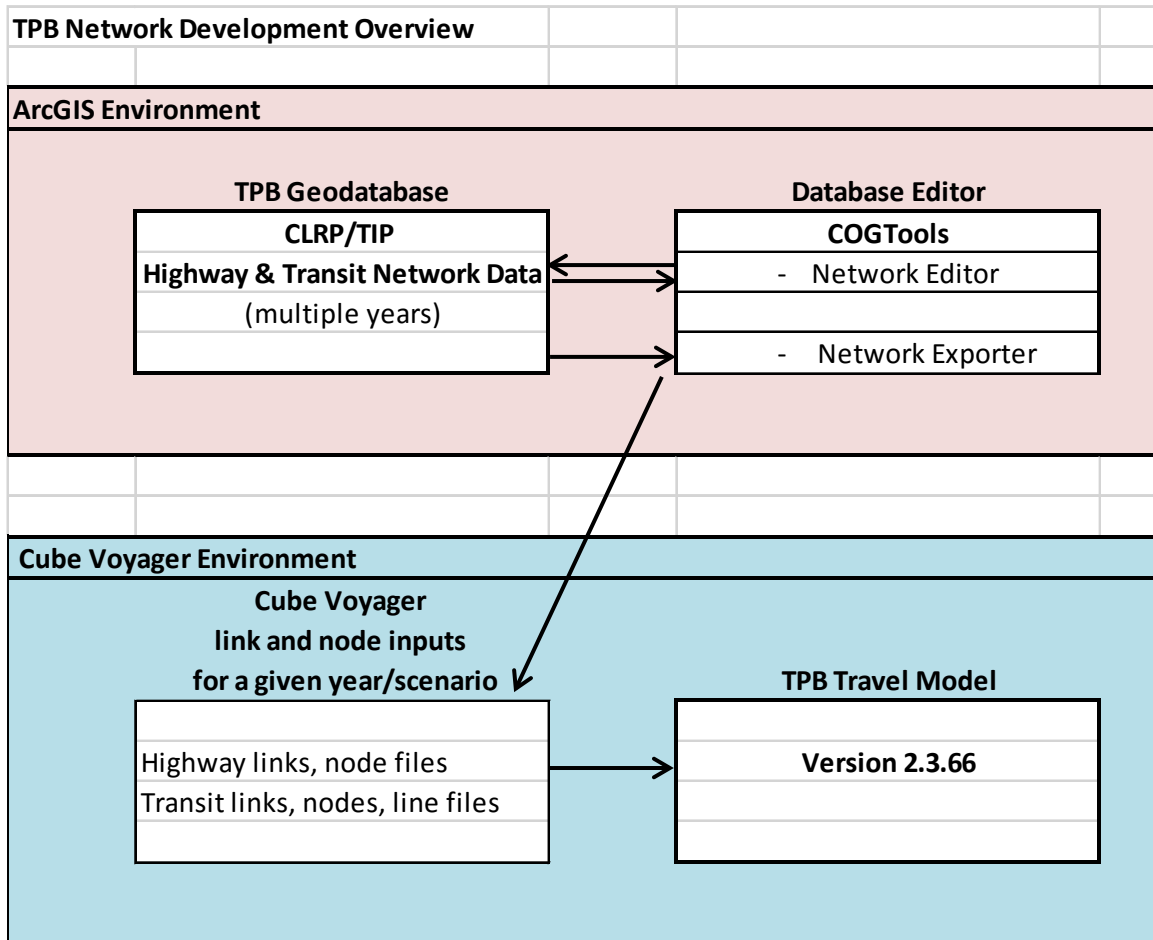 TPB Network Development Overview
ArcGIS Environment
TPB Geodatabase
CLRP/TIP
Highway & Transit Network Data
(multiple years)
Database Editor
COGTools
- Network Editor
- Network Exporter
Cube Voyager Environment
Cube Voyager
link and node inputs
for a given year/scenario
Highway links, node files
Transit links, nodes, line files
TPB Travel Model
Version 2.3.66